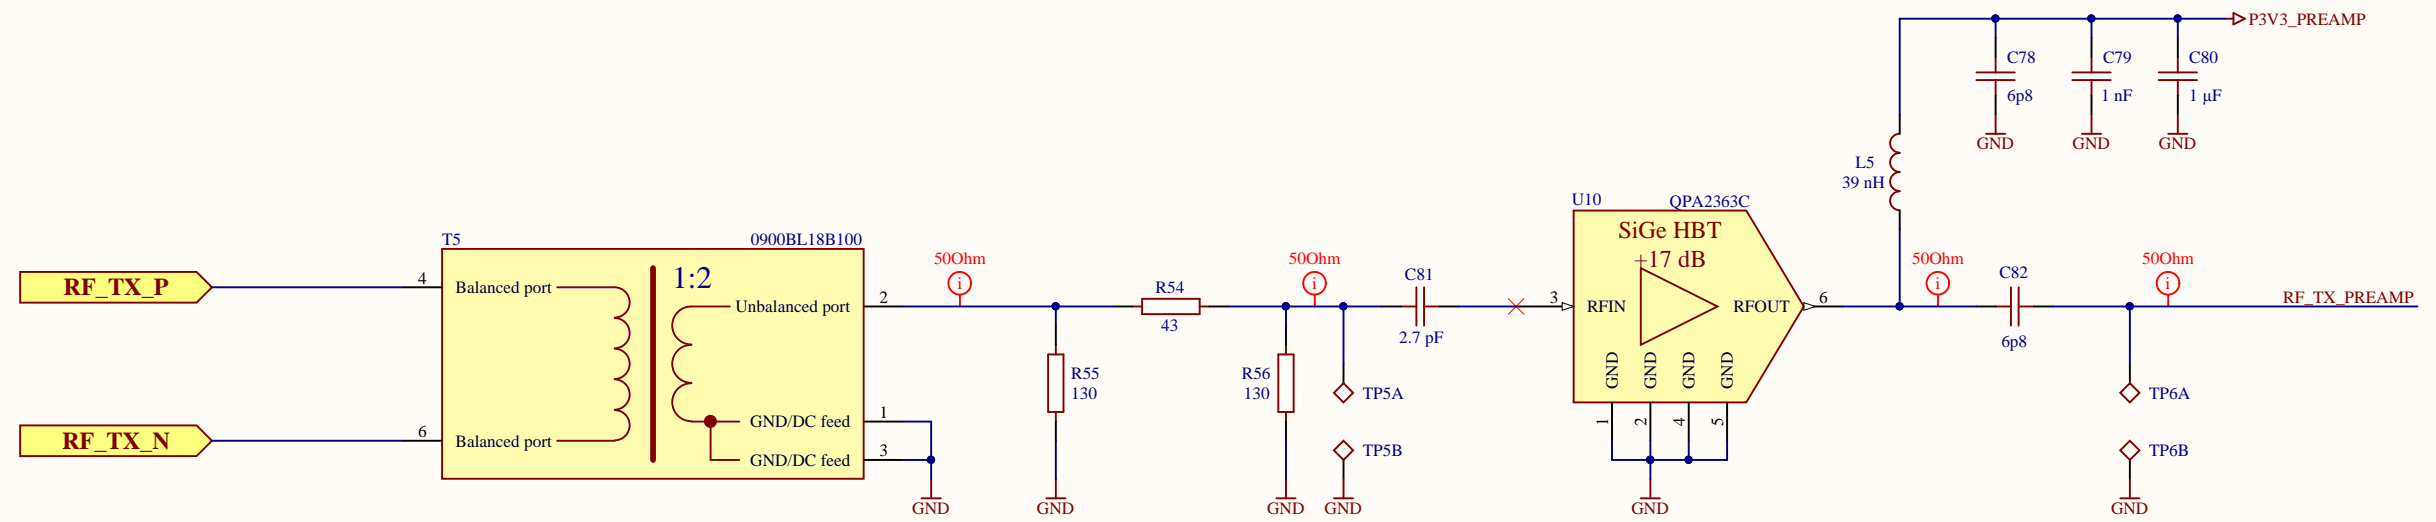 P3V3_PREAMP
C78
6p8
GND
C79
1 nF
GND
C80
1 µF
GND
L5
39 nH
T5
0900BL18B100
RF_TX_P
4
Balanced port
1:2
Unbalanced port
2
RF_TX_N
6
Balanced port
GND/DC feed
1
GND/DC feed
3
GND
50Ohm
i
R55
130
GND
R54
43
R56
130
GND
50Ohm
i
TP5A
TP5B
GND
C81
2.7 pF
U10
QPA2363C
SiGe HBT
+17 dB
3
RFIN
RFOUT
6
GND
GND
GND
GND
1
2
4
5
GND
50Ohm
i
C82
6p8
50Ohm
i
RF_TX_PREAMP
TP6A
TP6B
GND